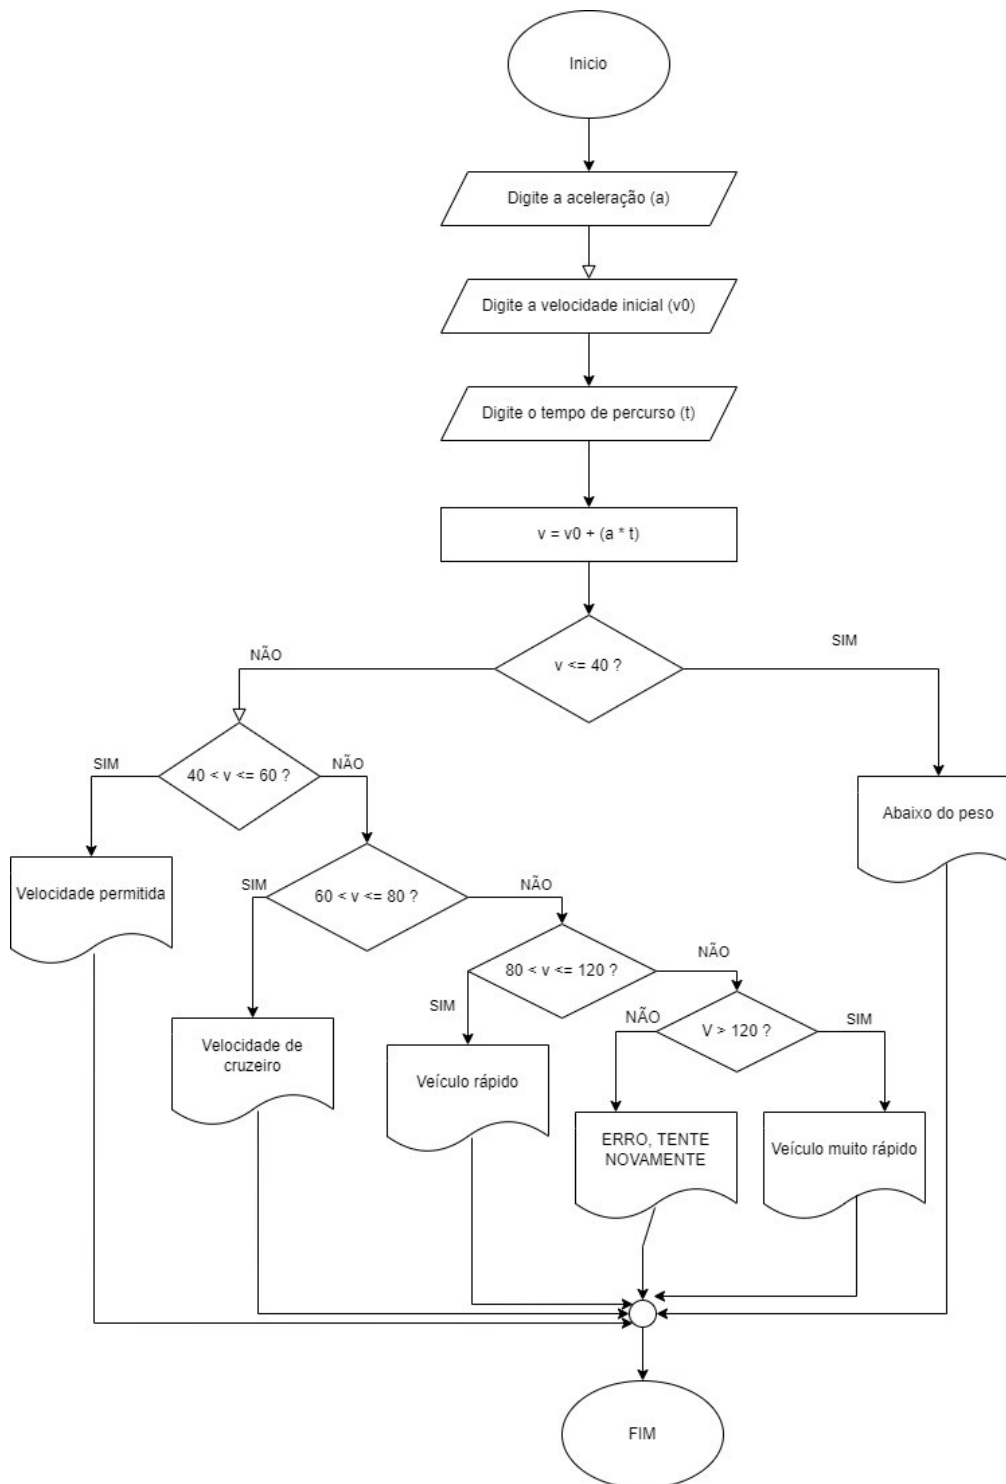 Inicio
Digite a aceleração (a)
Digite a velocidade inicial (v0)
Digite o tempo de percurso (t)
v = v0 + (a * t)
v <= 40 ?
NÃO
SIM
40 < v <= 60 ?
SIM
NÃO
Abaixo do peso
Velocidade permitida
60 < v <= 80 ?
SIM
NÃO
80 < v <= 120 ?
SIM
NÃO
Velocidade de
cruzeiro
V > 120 ?
NÃO
SIM
Veículo rápido
ERRO, TENTE
NOVAMENTE
Veículo muito rápido
FIM